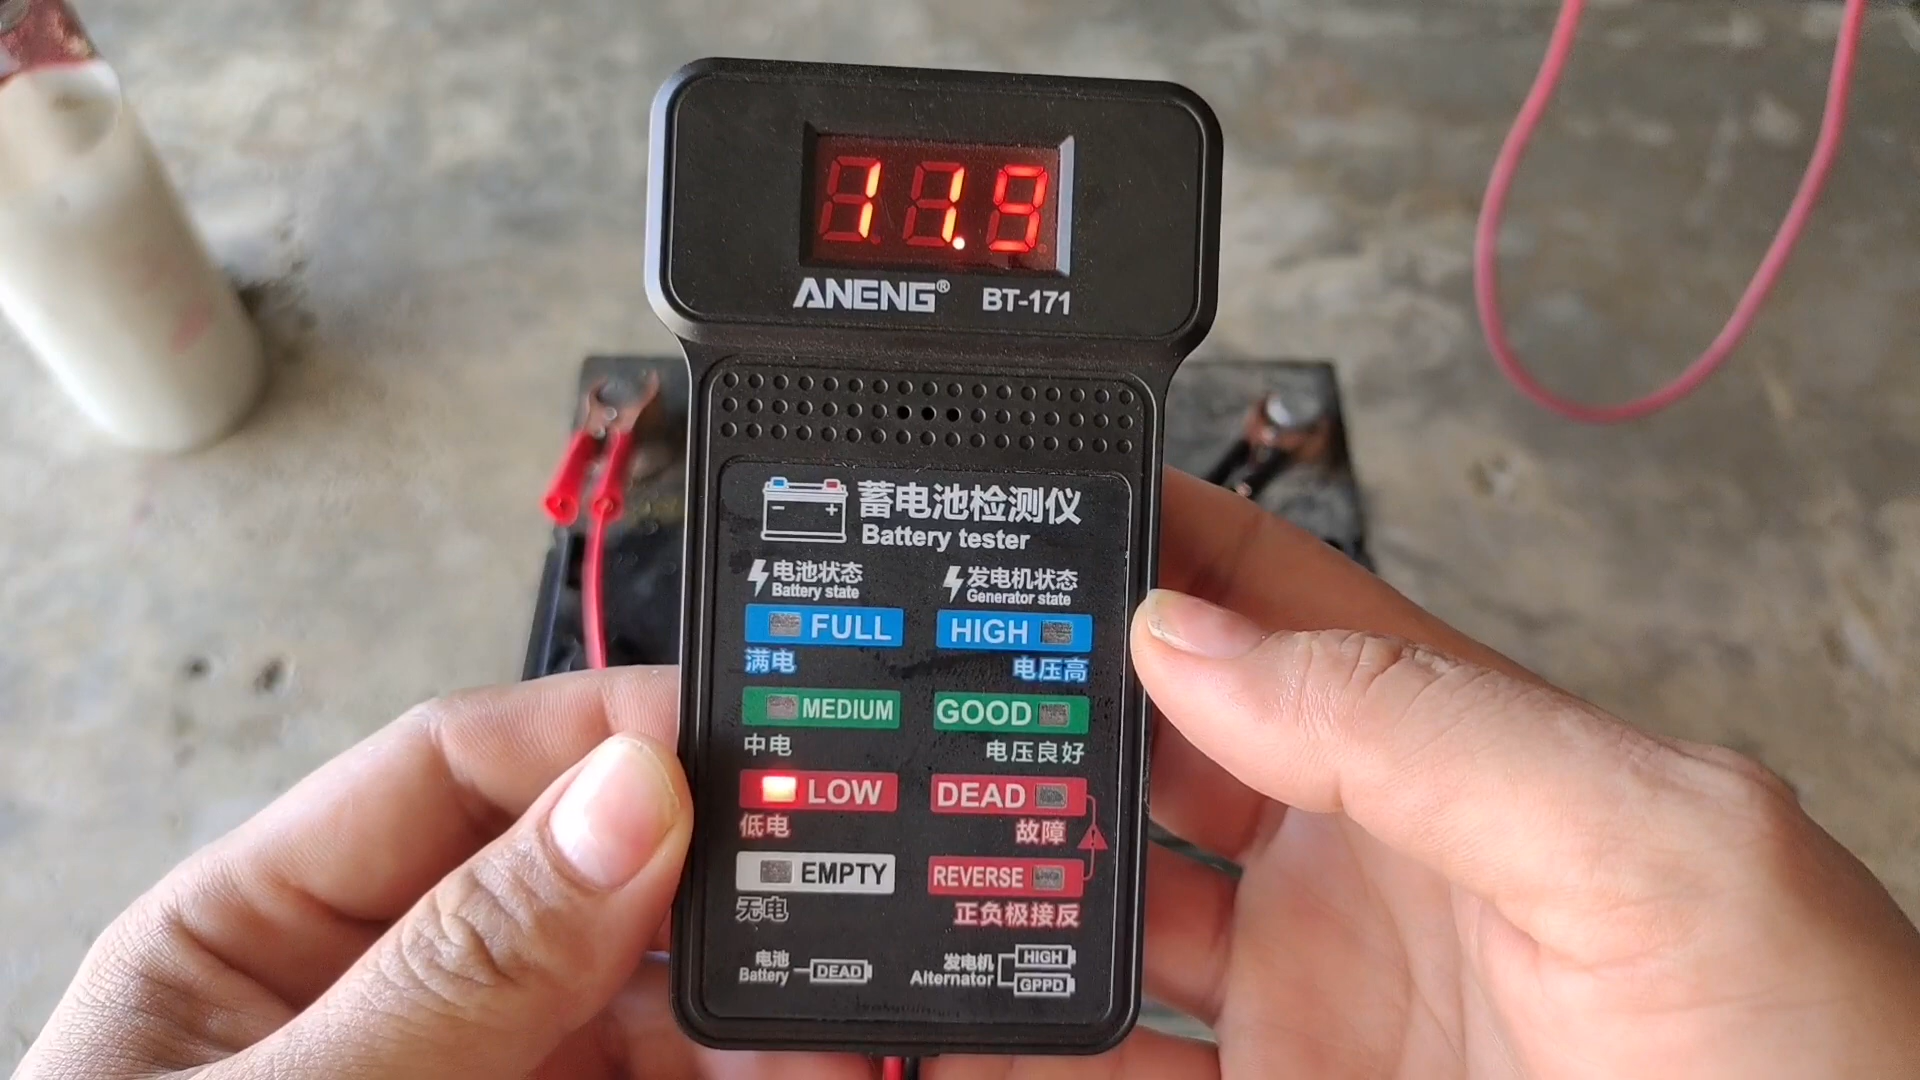 11.9
ANENG® BT-171
蓄电池检测仪
Battery tester
电池状态
Battery state
发电机状态
Generator state
FULL
满电
HIGH
电压高
MEDIUM
中电
GOOD
电压良好
LOW
低电
DEAD
故障
EMPTY
无电
REVERSE
正负极接反
电池
Battery
DEAD
发电机
Alternator
HIGH
GPPD